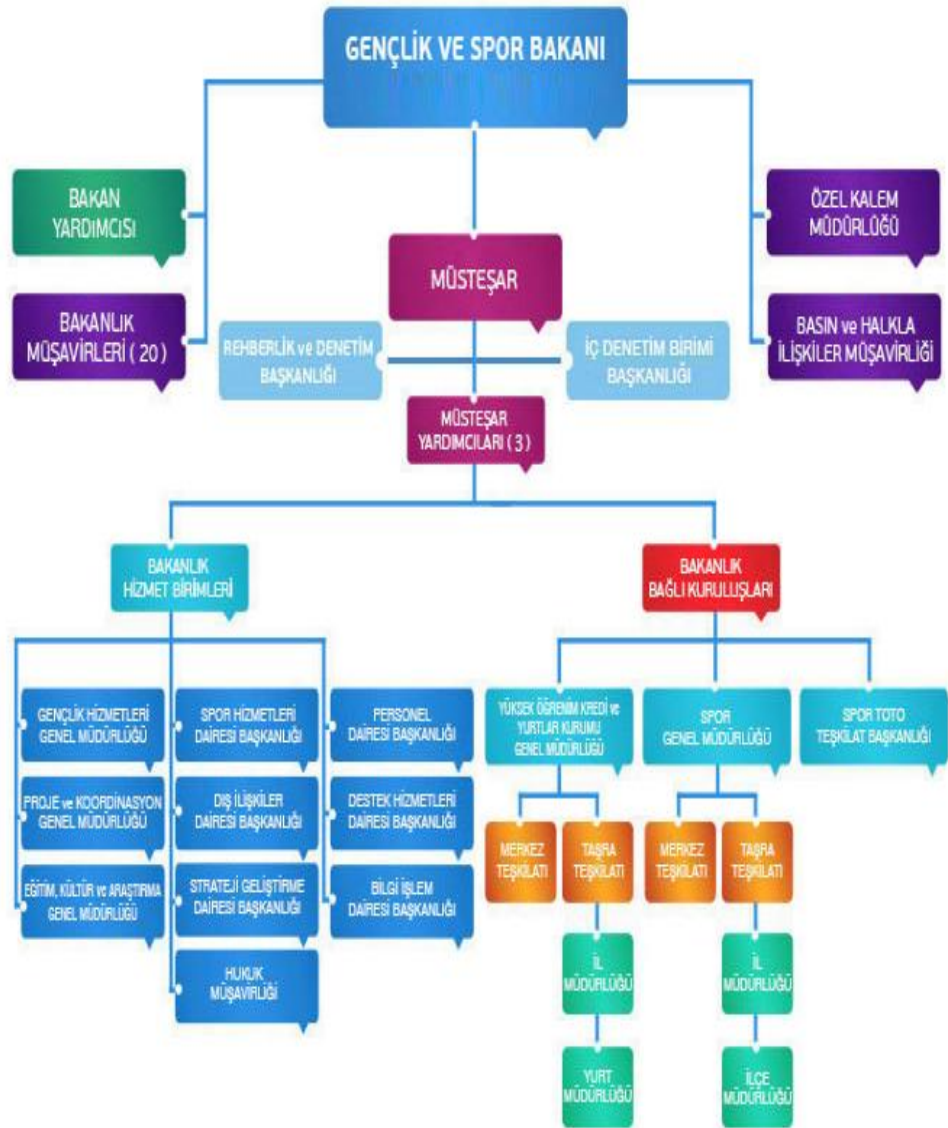 GENÇLİK VE SPOR BAKANI
BAKAN
YARDIMCISI
ÖZEL KALEM
MÜDÜRLÜĞÜ
MÜSTEŞAR
BAKANLIK
MÜŞAVİRLERİ ( 20 )
BASIN ve HALKLA
İLİŞKİLER MÜŞAVİRLİĞİ
REHBERLİK ve DENETİM
BAŞKANLIĞI
İÇ DENETİM BİRİMİ
BAŞKANLIĞI
MÜSTEŞAR
YARDIMCILARI ( 3 )
BAKANLIK
HİZMET BİRİMLERİ
BAKANLIK
BAĞLI KURULUŞLARI
GENÇLİK HİZMETLERİ
GENEL MÜDÜRLÜĞÜ
SPOR HİZMETLERİ
DAİRESİ BAŞKANLIĞI
PERSONEL
DAİRESİ BAŞKANLIĞI
YÜKSEK ÖĞRENİM KREDİ ve
YURTLAR KURUMU
GENEL MÜDÜRLÜĞÜ
SPOR
GENEL MÜDÜRLÜĞÜ
SPOR TOTO
TEŞKİLAT BAŞKANLIĞI
PROJE ve KOORDİNASYON
GENEL MÜDÜRLÜĞÜ
DIŞ İLİŞKİLER
DAİRESİ BAŞKANLIĞI
DESTEK HİZMETLERİ
DAİRESİ BAŞKANLIĞI
MERKEZ
TEŞKİLATI
TAŞRA
TEŞKİLATI
MERKEZ
TEŞKİLATI
TAŞRA
TEŞKİLATI
EĞİTİM, KÜLTÜR ve ARAŞTIRMA
GENEL MÜDÜRLÜĞÜ
STRATEJİ GELİŞTİRME
DAİRESİ BAŞKANLIĞI
BİLGİ İŞLEM
DAİRESİ BAŞKANLIĞI
HUKUK
MÜŞAVİRLİĞİ
İL
MÜDÜRLÜĞÜ
İL
MÜDÜRLÜĞÜ
YURT
MÜDÜRLÜĞÜ
İLÇE
MÜDÜRLÜĞÜ